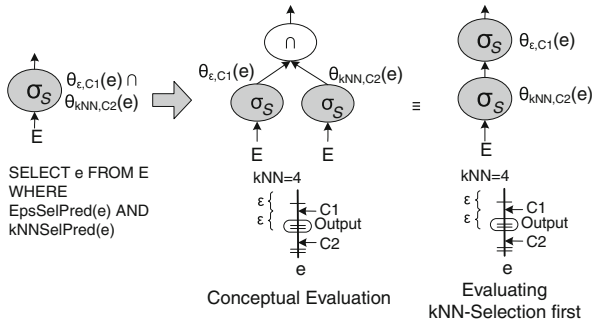 σS
θε,C1(e) ∩
θkNN,C2(e)
E
SELECT e FROM E
WHERE
EpsSelPred(e) AND
kNNSelPred(e)
∩
θε,C1(e)
θkNN,C2(e)
σS
σS
E
E
kNN=4
ε
ε
C1
Output
C2
e
Conceptual Evaluation
≡
σS
θε,C1(e)
σS
θkNN,C2(e)
E
kNN=4
ε
ε
C1
Output
C2
e
Evaluating
kNN-Selection first